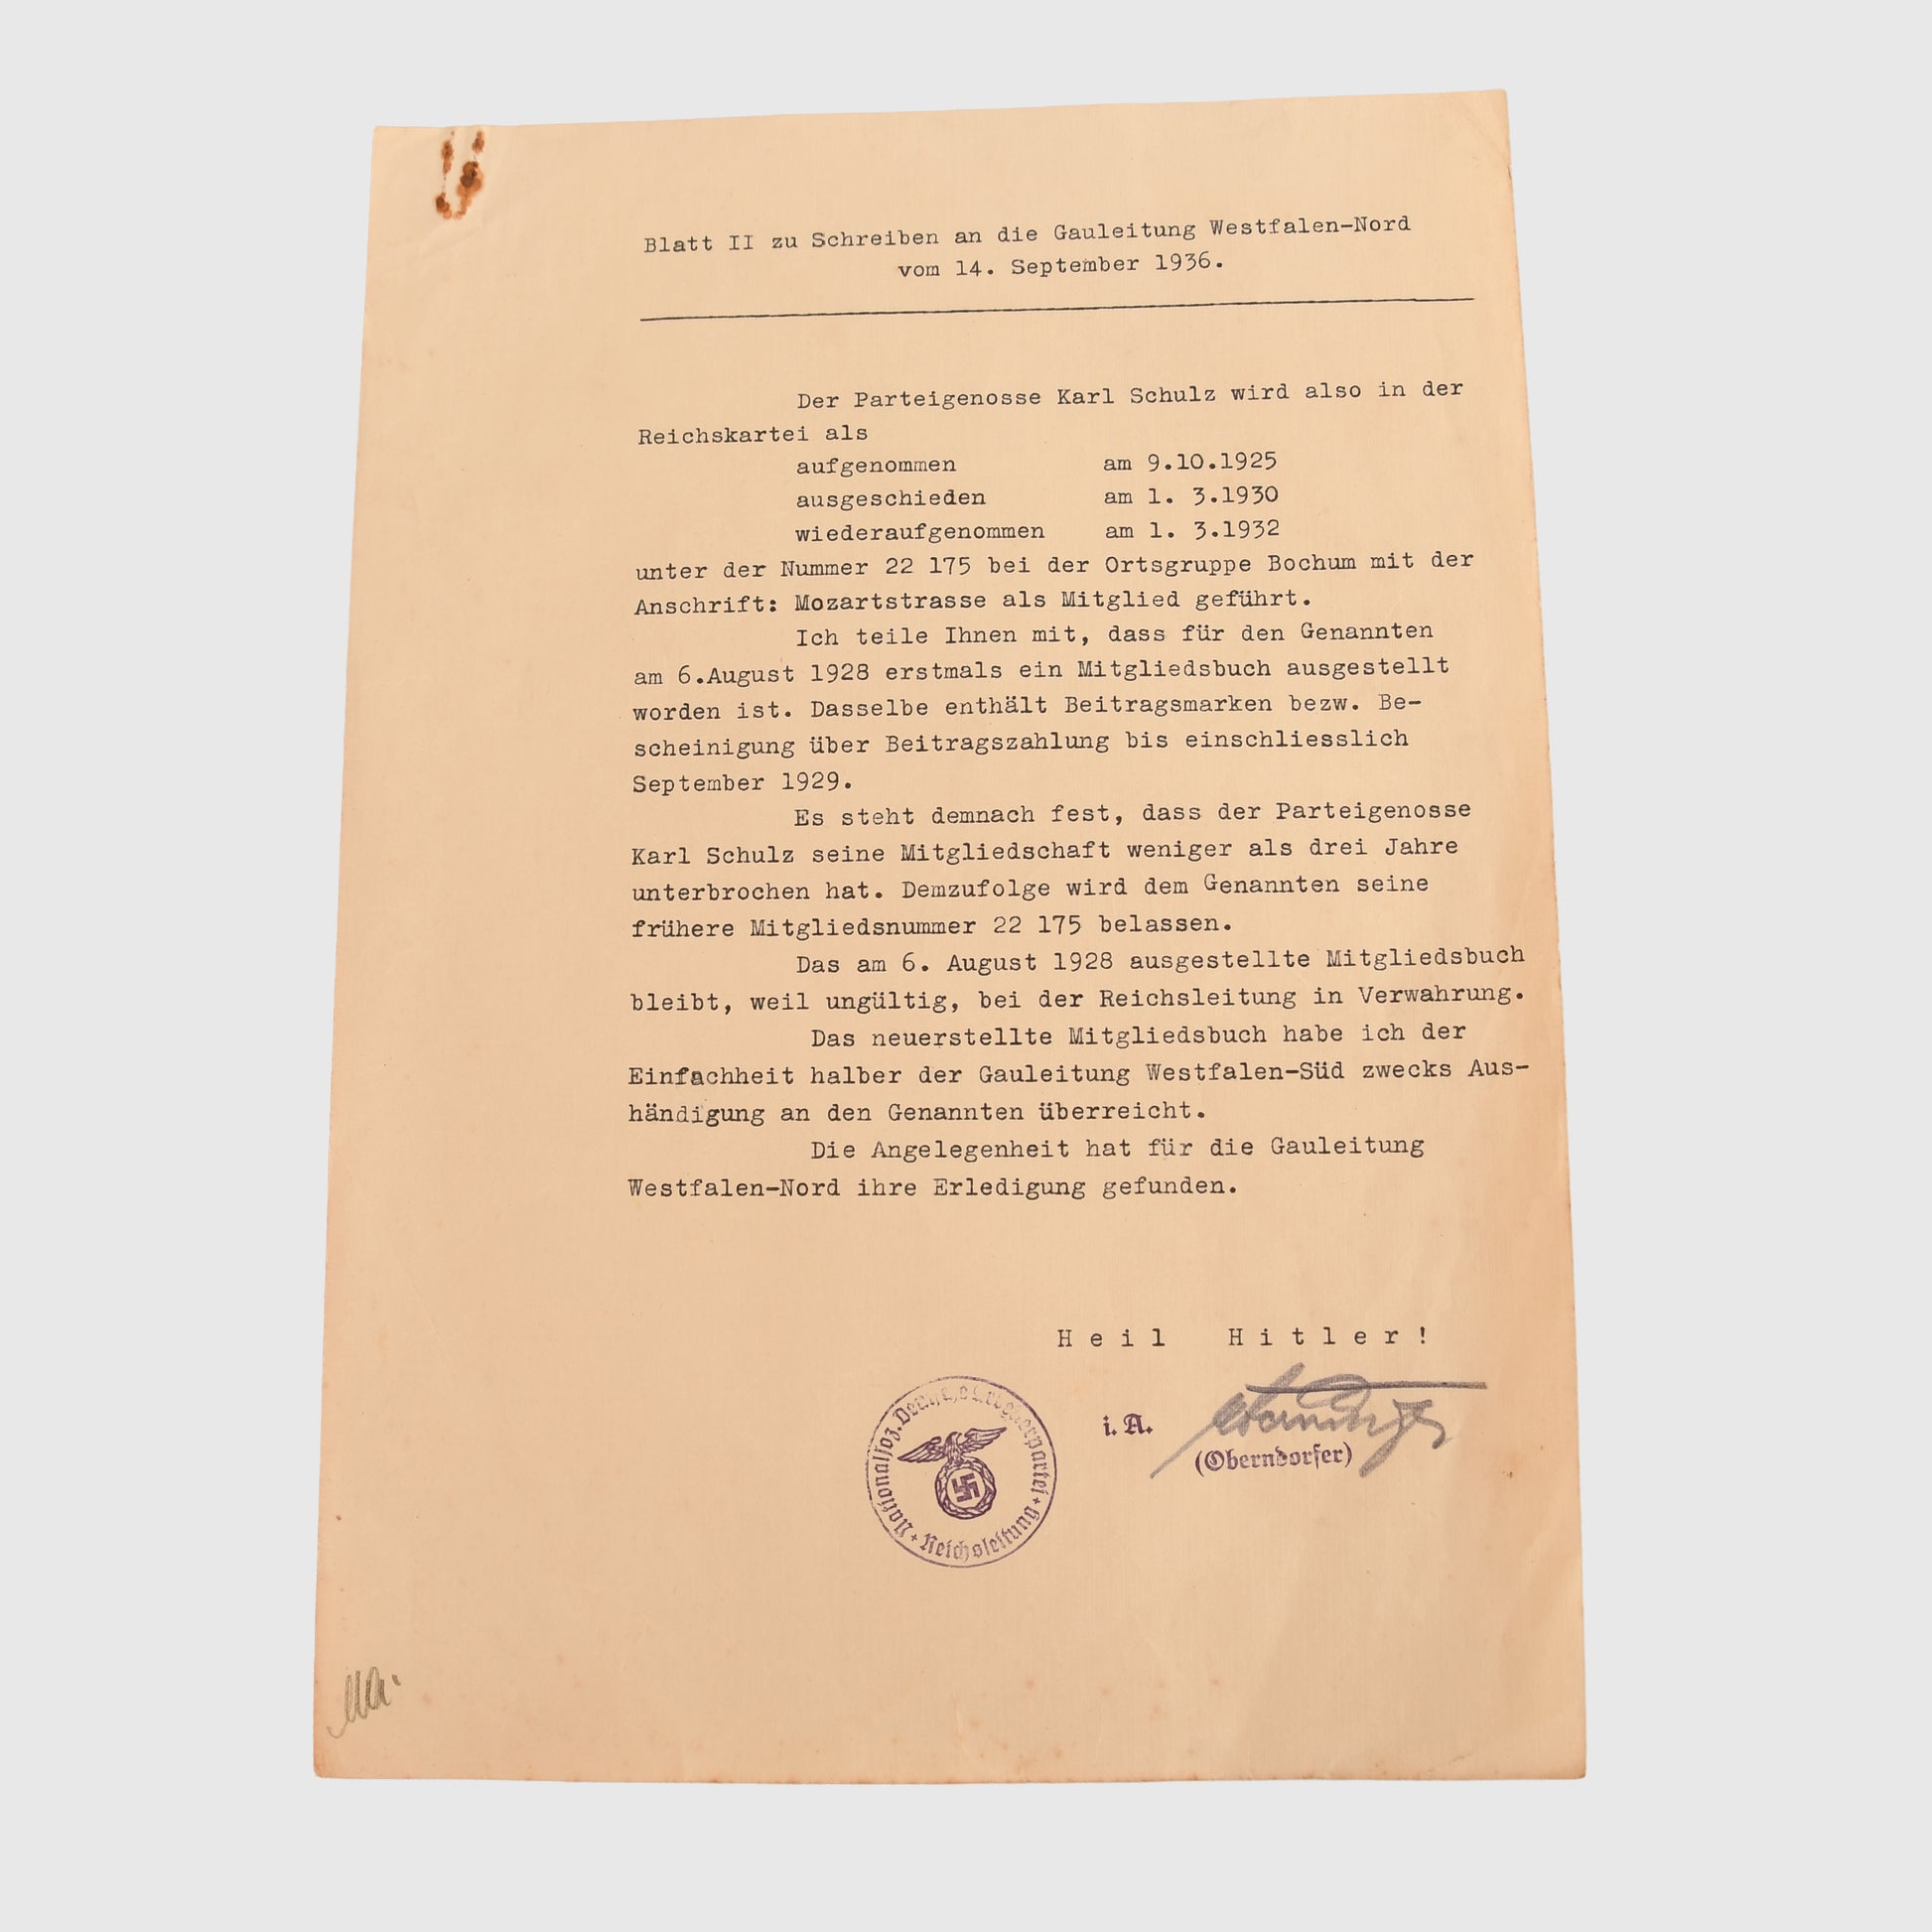 Blatt II zu Schreiben an die Gauleitung Westfalen-Nord
vom 14. September 1936.
Der Parteigenosse Karl Schulz wird also in der
Reichskartei als
aufgenommen am 9.10.1925
ausgeschieden am 1. 3.1930
wiederaufgenommen am 1. 3.1932
unter der Nummer 22 175 bei der Ortsgruppe Bochum mit der
Anschrift: Mozartstrasse als Mitglied geführt.
Ich teile Ihnen mit, dass für den Genannten
am 6.August 1928 erstmals ein Mitgliedsbuch ausgestellt
worden ist. Dasselbe enthält Beitragsmarken bezw. Be-
scheinigung über Beitragszahlung bis einschliesslich
September 1929.
Es steht demnach fest, dass der Parteigenosse
Karl Schulz seine Mitgliedschaft weniger als drei Jahre
unterbrochen hat. Demzufolge wird dem Genannten seine
frühere Mitgliedsnummer 22 175 belassen.
Das am 6. August 1928 ausgestellte Mitgliedsbuch
bleibt, weil ungültig, bei der Reichsleitung in Verwahrung.
Das neuerstellte Mitgliedsbuch habe ich der
Einfachheit halber der Gauleitung Westfalen-Süd zwecks Aus-
händigung an den Genannten überreicht.
Die Angelegenheit hat für die Gauleitung
Westfalen-Nord ihre Erledigung gefunden.
Heil Hitler!
i. A.
(Oberndorfer)
Nationalsoz. Deutsche Arbeiterpartei
Reichsleitung